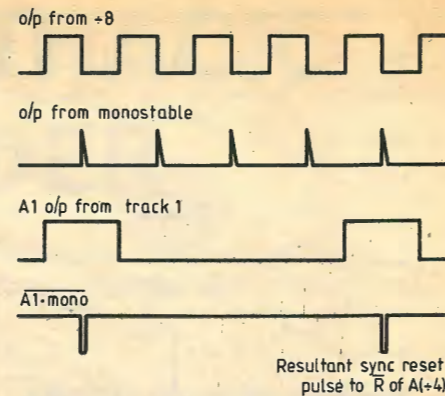 o/p from ÷8
o/p from monostable
A1 o/p from track 1
A1·mono
Resultant sync reset
pulse to R̅ of A(÷4)